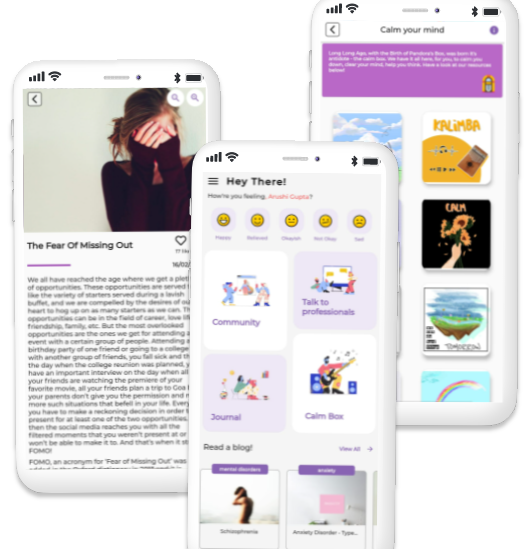 Calm your mind
Long Long Ago, with the Birth of Pandora's Box, was born it's
antidote - the calm box. We have it all here, for you, to calm you
down, clear your mind, help you think. Have a look at our resources
below!
KALIMBA
CALM
The Fear Of Missing Out
17 like
16/02/
We all have reached the age where we get a plet
of opportunities. These opportunities are served
like the variety of starters served during a lavish
buffet, and we are compelled by the desires of ou
heart to hog up on as many starters as we can. Th
opportunities can be in the field of career, love li
friendship, family, etc. But the most overlooked
opportunities are the ones we get for attending a
event with a certain group of people. Attending a
birthday party of one friend or going to a college
with another group of friends, you fall sick and th
the day when the college reunion was planned, y
have an important interview on the day when all
your friends are watching the premiere of your
favorite movie, all your friends plan a trip to Goa
your parents don't give you the permission and m
more such situations that befell in your life. Every
you have to make a reckoning decision in order t
present for at least one of the two opportunities.
then the social media reaches you with all the
filtered moments that you weren't present at or
won't be able to make it to. And that's when it st
FOMO!
FOMO, an acronym for 'Fear of Missing Out' was
Hey There!
How're you feeling, Arushi Gupta?
Happy
Relieved
Okayish
Not Okay
Sad
Community
Talk to
professionals
Journal
Calm Box
Read a blog!
View All
mental disorders
anxiety
Schizophrenia
Anxiety Disorder - Type...